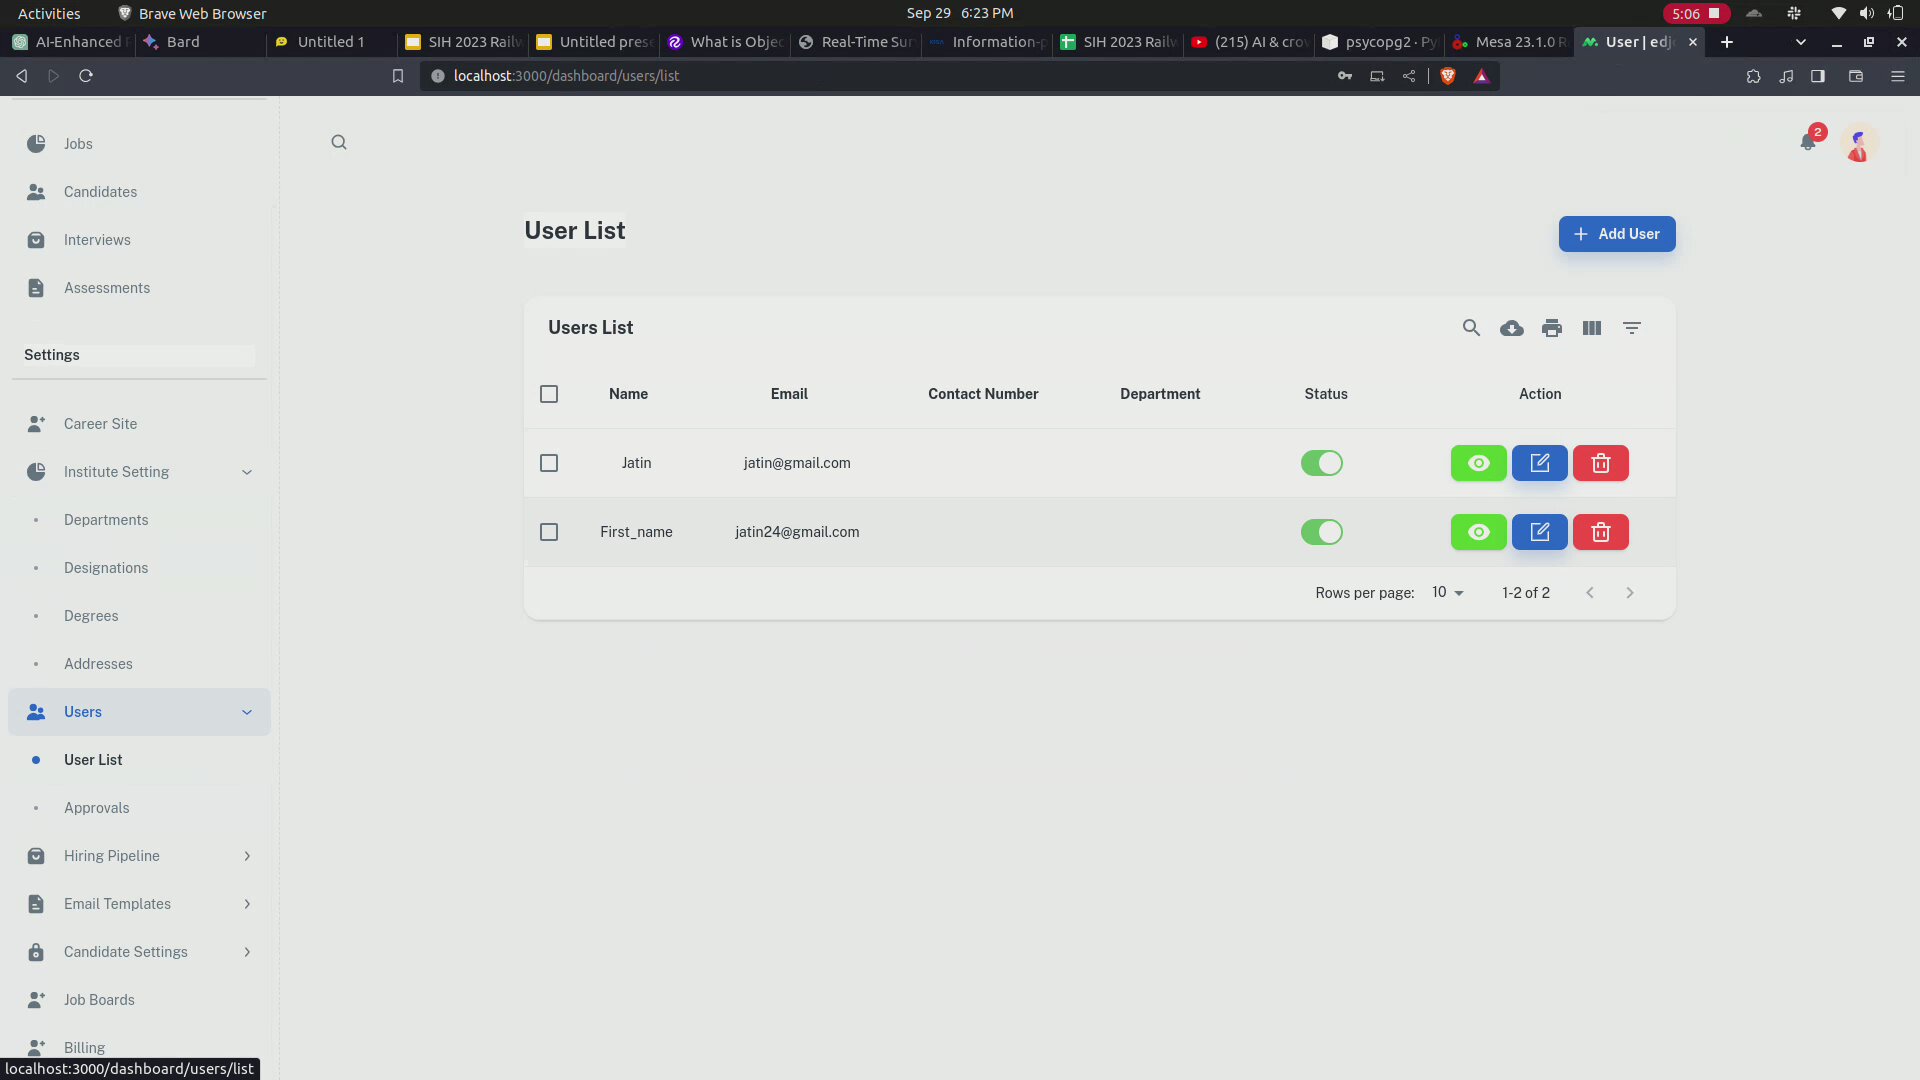 Activities
Brave Web Browser
Sep 29 6:23 PM
5:06
AI-Enhanced
Bard
Untitled 1
SIH 2023 Railw
Untitled prese
What is Objec
Real-Time Sur
Information-p
SIH 2023 Railw
(215) AI & crow
psycopg2 · Py
Mesa 23.1.0 R
User | edj
localhost:3000/dashboard/users/list
Jobs
Candidates
Interviews
Assessments
Settings
Career Site
Institute Setting
Departments
Designations
Degrees
Addresses
Users
User List
Approvals
Hiring Pipeline
Email Templates
Candidate Settings
Job Boards
Billing
localhost:3000/dashboard/users/list
2
User List
Add User
Users List
Name Email Contact Number Department Status Action
Jatin jatin@gmail.com
First_name jatin24@gmail.com
Rows per page: 10 1-2 of 2